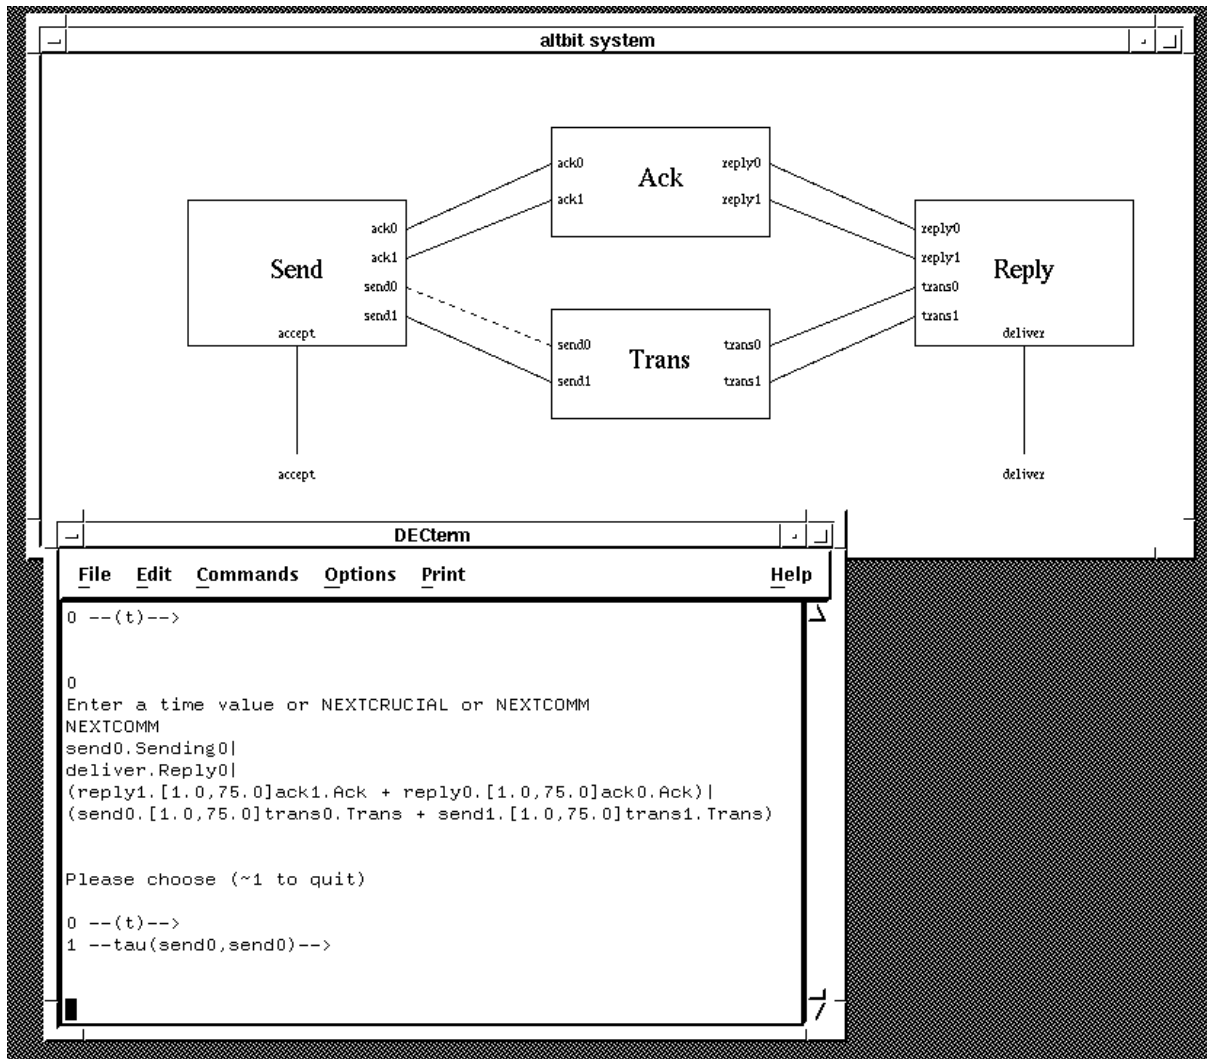 altbit system
ack0 reply0
Ack
ack1 reply1
ack0 reply0
ack1 reply1
Send Reply
send0 trans0
send1 trans1
accept deliver
send0 trans0
Trans
send1 trans1
accept deliver
DECterm
File Edit Commands Options Print Help
0 --(t)-->
0
Enter a time value or NEXTCRUCIAL or NEXTCOMM
NEXTCOMM
send0.Sending0|
deliver.Reply0|
(reply1.[1.0,75.0]ack1.Ack + reply0.[1.0,75.0]ack0.Ack)|
(send0.[1.0,75.0]trans0.Trans + send1.[1.0,75.0]trans1.Trans)
Please choose (~1 to quit)
0 --(t)-->
1 --tau(send0,send0)-->